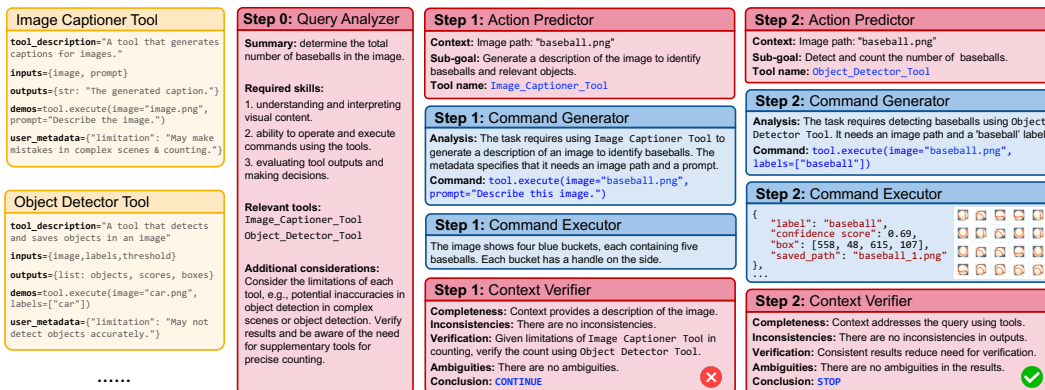 Image Captioner Tool
tool_description="A tool that generates
captions for images."
inputs={image, prompt}
outputs={str: "The generated caption."}
demos=tool.execute(image="image.png",
prompt="Describe the image.")
user_metadata={"limitation": "May make
mistakes in complex scenes & counting."}
Object Detector Tool
tool_description="A tool that detects
and saves objects in an image"
inputs={image,labels,threshold}
outputs={list: objects, scores, boxes}
demos=tool.execute(image="car.png",
labels=["car"])
user_metadata={"limitation": "May not
detect objects accurately."}
......
Step 0: Query Analyzer
Summary: determine the total
number of baseballs in the image.
Required skills:
1. understanding and interpreting
visual content.
2. ability to operate and execute
commands using the tools.
3. evaluating tool outputs and
making decisions.
Relevant tools:
Image_Captioner_Tool
Object_Detector_Tool
Additional considerations:
Consider the limitations of each
tool, e.g., potential inaccuracies in
object detection in complex
scenes or object detection. Verify
results and be aware of the need
for supplementary tools for
precise counting.
Step 1: Action Predictor
Context: Image path: "baseball.png"
Sub-goal: Generate a description of the image to identify
baseballs and relevant objects.
Tool name: Image_Captioner_Tool
Step 1: Command Generator
Analysis: The task requires using Image Captioner Tool to
generate a description of an image to identify baseballs. The
metadata specifies that it needs an image path and a prompt.
Command: tool.execute(image="baseball.png",
prompt="Describe this image.")
Step 1: Command Executor
The image shows four blue buckets, each containing five
baseballs. Each bucket has a handle on the side.
Step 1: Context Verifier
Completeness: Context provides a description of the image.
Inconsistencies: There are no inconsistencies.
Verification: Given limitations of Image Captioner Tool in
counting, verify the count using Object Detector Tool.
Ambiguities: There are no ambiguities.
Conclusion: CONTINUE
Step 2: Action Predictor
Context: Image path: "baseball.png"
Sub-goal: Detect and count the number of baseballs.
Tool name: Object_Detector_Tool
Step 2: Command Generator
Analysis: The task requires detecting baseballs using Object
Detector Tool. It needs an image path and a 'baseball' label
Command: tool.execute(image="baseball.png",
labels=["baseball"])
Step 2: Command Executor
{
"label": "baseball",
"confidence score": 0.69,
"box": [558, 48, 615, 107],
"saved_path": "baseball_1.png"
},
...
Step 2: Context Verifier
Completeness: Context addresses the query using tools.
Inconsistencies: There are no inconsistencies in outputs.
Verification: Consistent results reduce need for verification.
Ambiguities: There are no ambiguities in the results.
Conclusion: STOP